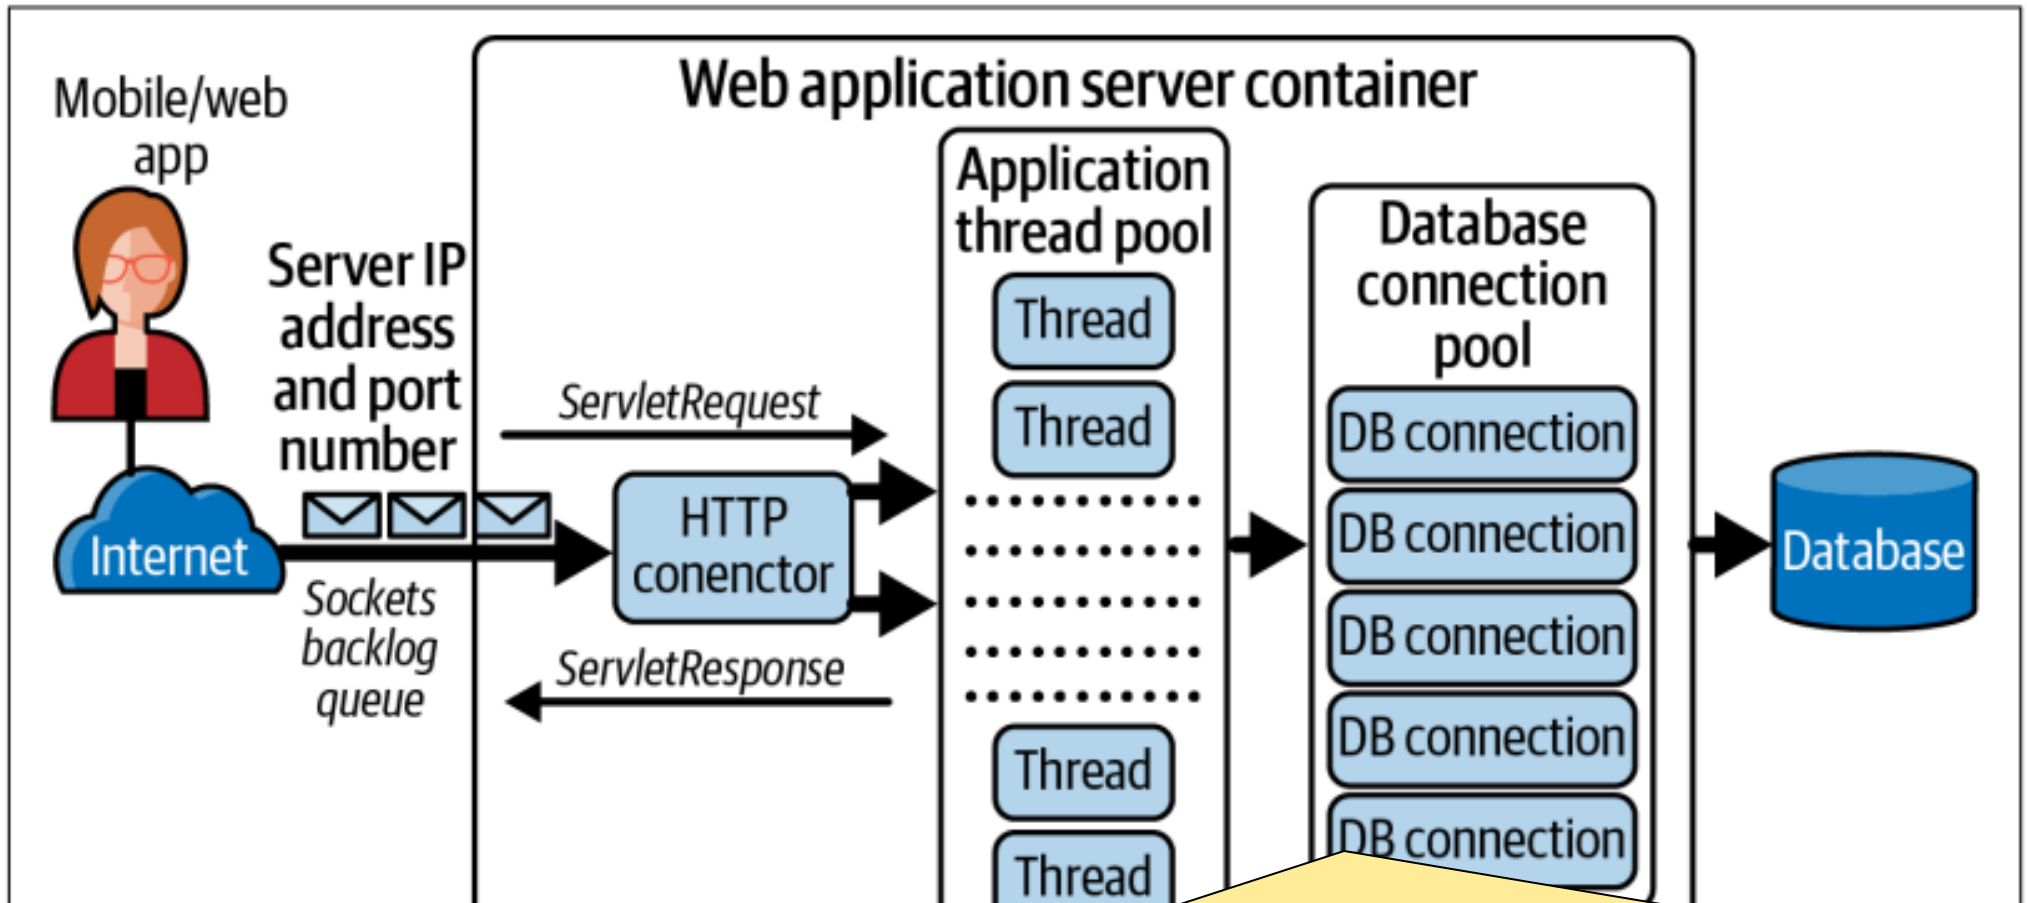 Web application server container
Mobile/web
app
Server IP
address
and port
number
Internet
Sockets
backlog
queue
ServletRequest
HTTP
conenctor
ServletResponse
Application
thread pool
Thread
Thread
Thread
Thread
Database
connection
pool
DB connection
DB connection
DB connection
DB connection
DB connection
Database